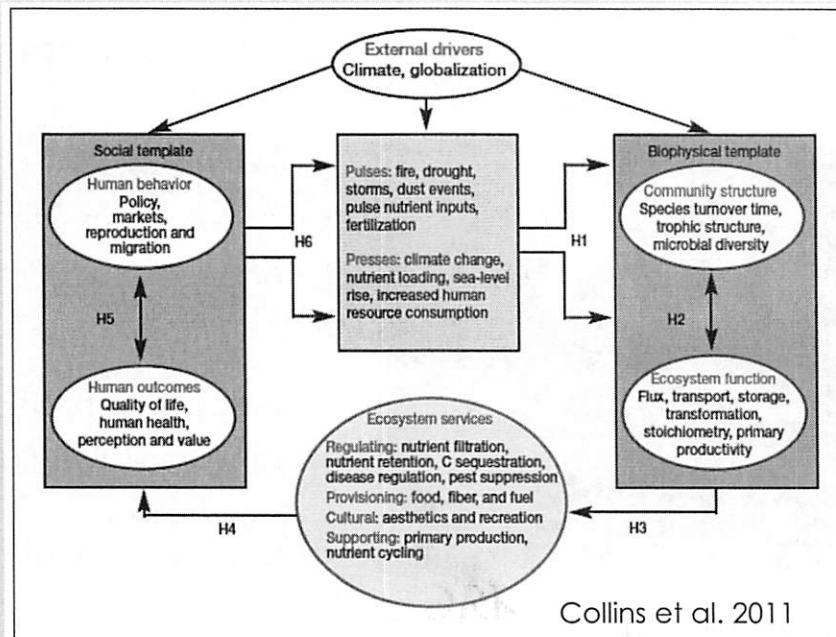 External drivers
Climate, globalization
Social template
Human behavior
Policy,
markets,
reproduction and
migration
H5
Human outcomes
Quality of life,
human health,
perception and value
H6
Pulses: fire, drought,
storms, dust events,
pulse nutrient inputs,
fertilization
Presses: climate change,
nutrient loading, sea-level
rise, increased human
resource consumption
H1
Biophysical template
Community structure
Species turnover time,
trophic structure,
microbial diversity
H2
Ecosystem function
Flux, transport, storage,
transformation,
stoichiometry, primary
productivity
Ecosystem services
Regulating: nutrient filtration,
nutrient retention, C sequestration,
disease regulation, pest suppression
Provisioning: food, fiber, and fuel
Cultural: aesthetics and recreation
Supporting: primary production,
nutrient cycling
H4
H3
Collins et al. 2011